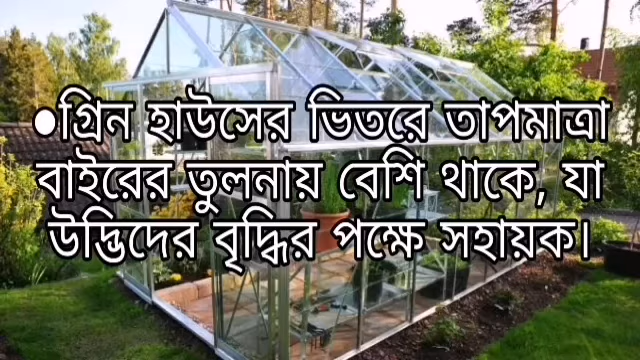 ●গ্রিন হাউসের ভিতরে তাপমাত্রা
বাইরের তুলনায় বেশি থাকে, যা
উদ্ভিদের বৃদ্ধির পক্ষে সহায়ক।